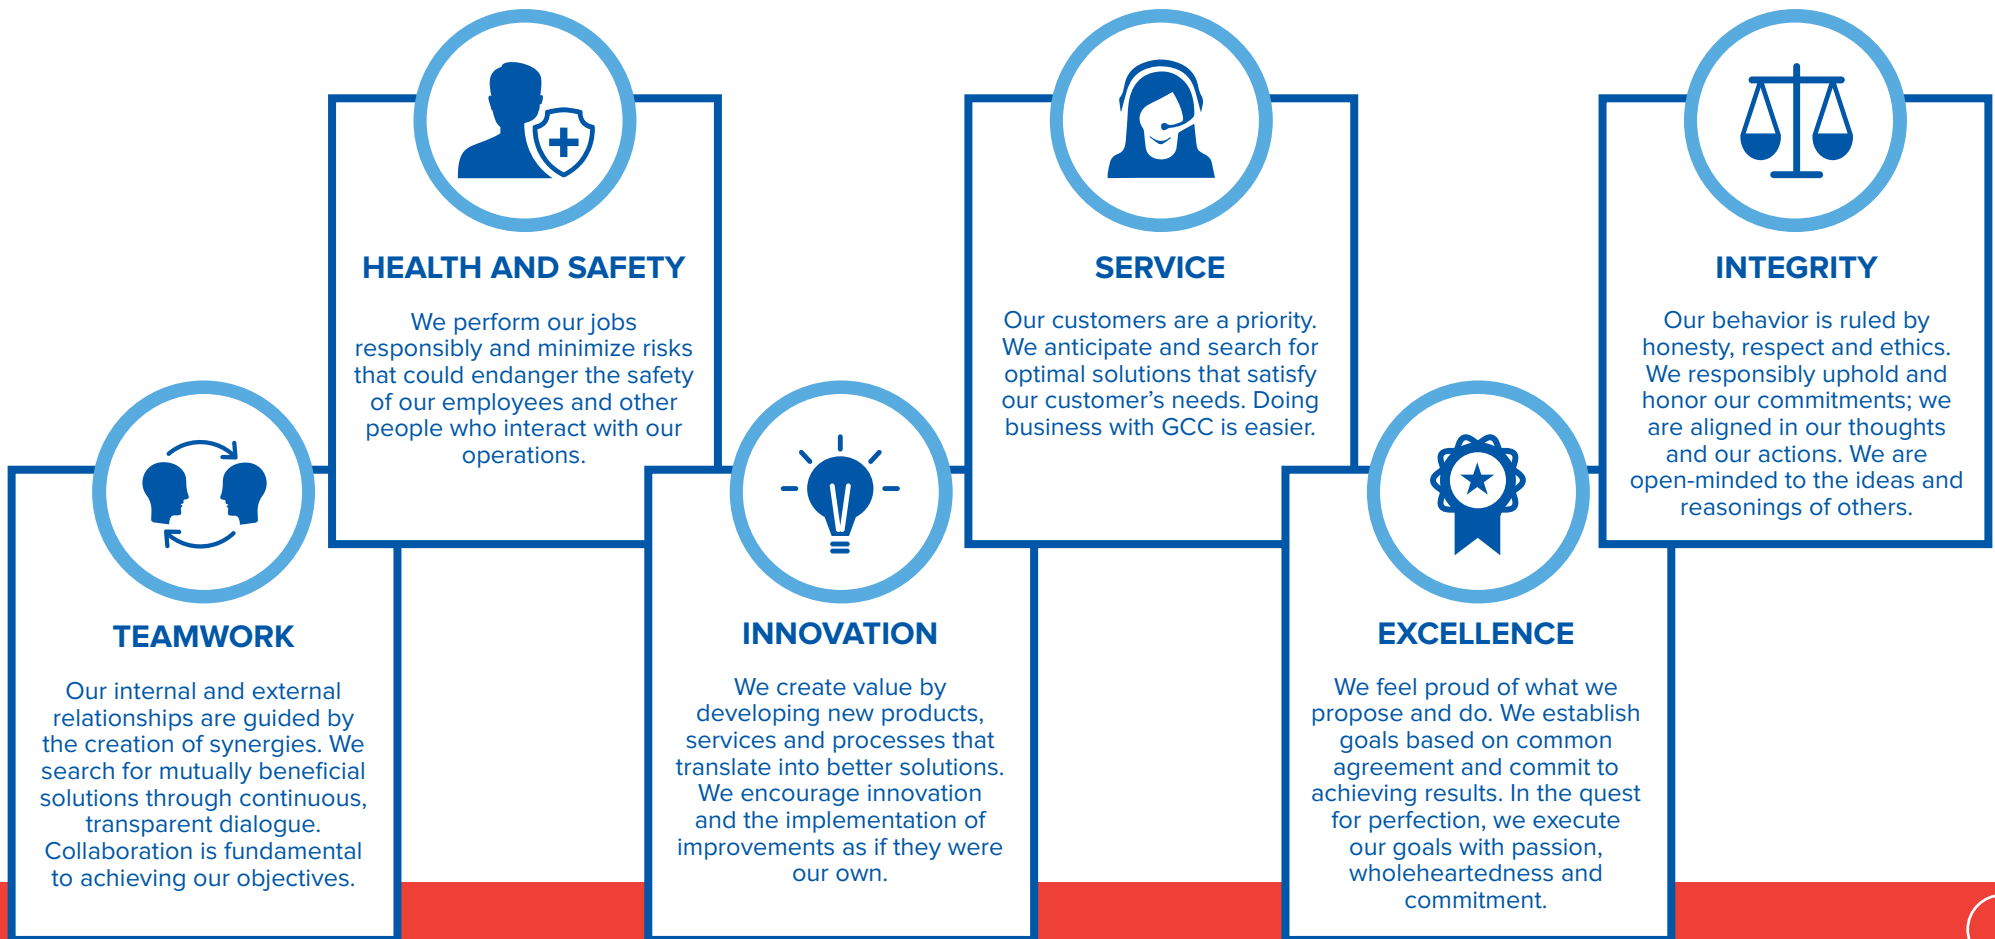 HEALTH AND SAFETY
We perform our jobs
responsibly and minimize risks
that could endanger the safety
of our employees and other
people who interact with our
operations.
SERVICE
Our customers are a priority.
We anticipate and search for
optimal solutions that satisfy
our customer’s needs. Doing
business with GCC is easier.
INTEGRITY
Our behavior is ruled by
honesty, respect and ethics.
We responsibly uphold and
honor our commitments; we
are aligned in our thoughts
and our actions. We are
open-minded to the ideas and
reasonings of others.
TEAMWORK
Our internal and external
relationships are guided by
the creation of synergies. We
search for mutually beneficial
solutions through continuous,
transparent dialogue.
Collaboration is fundamental
to achieving our objectives.
INNOVATION
We create value by
developing new products,
services and processes that
translate into better solutions.
We encourage innovation
and the implementation of
improvements as if they were
our own.
EXCELLENCE
We feel proud of what we
propose and do. We establish
goals based on common
agreement and commit to
achieving results. In the quest
for perfection, we execute
our goals with passion,
wholeheartedness and
commitment.